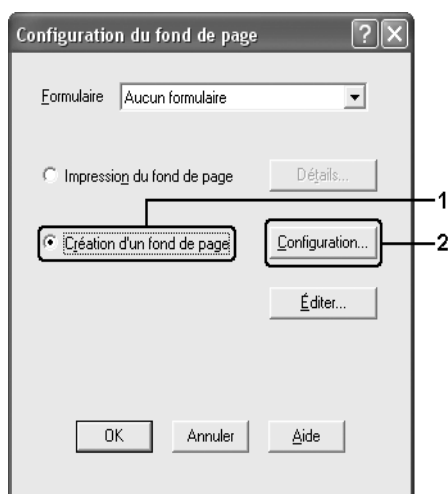 Configuration du fond de page
Formulaire Aucun formulaire
Impression du fond de page Détails...
1
Création d'un fond de page Configuration...
2
Éditer...
OK Annuler Aide